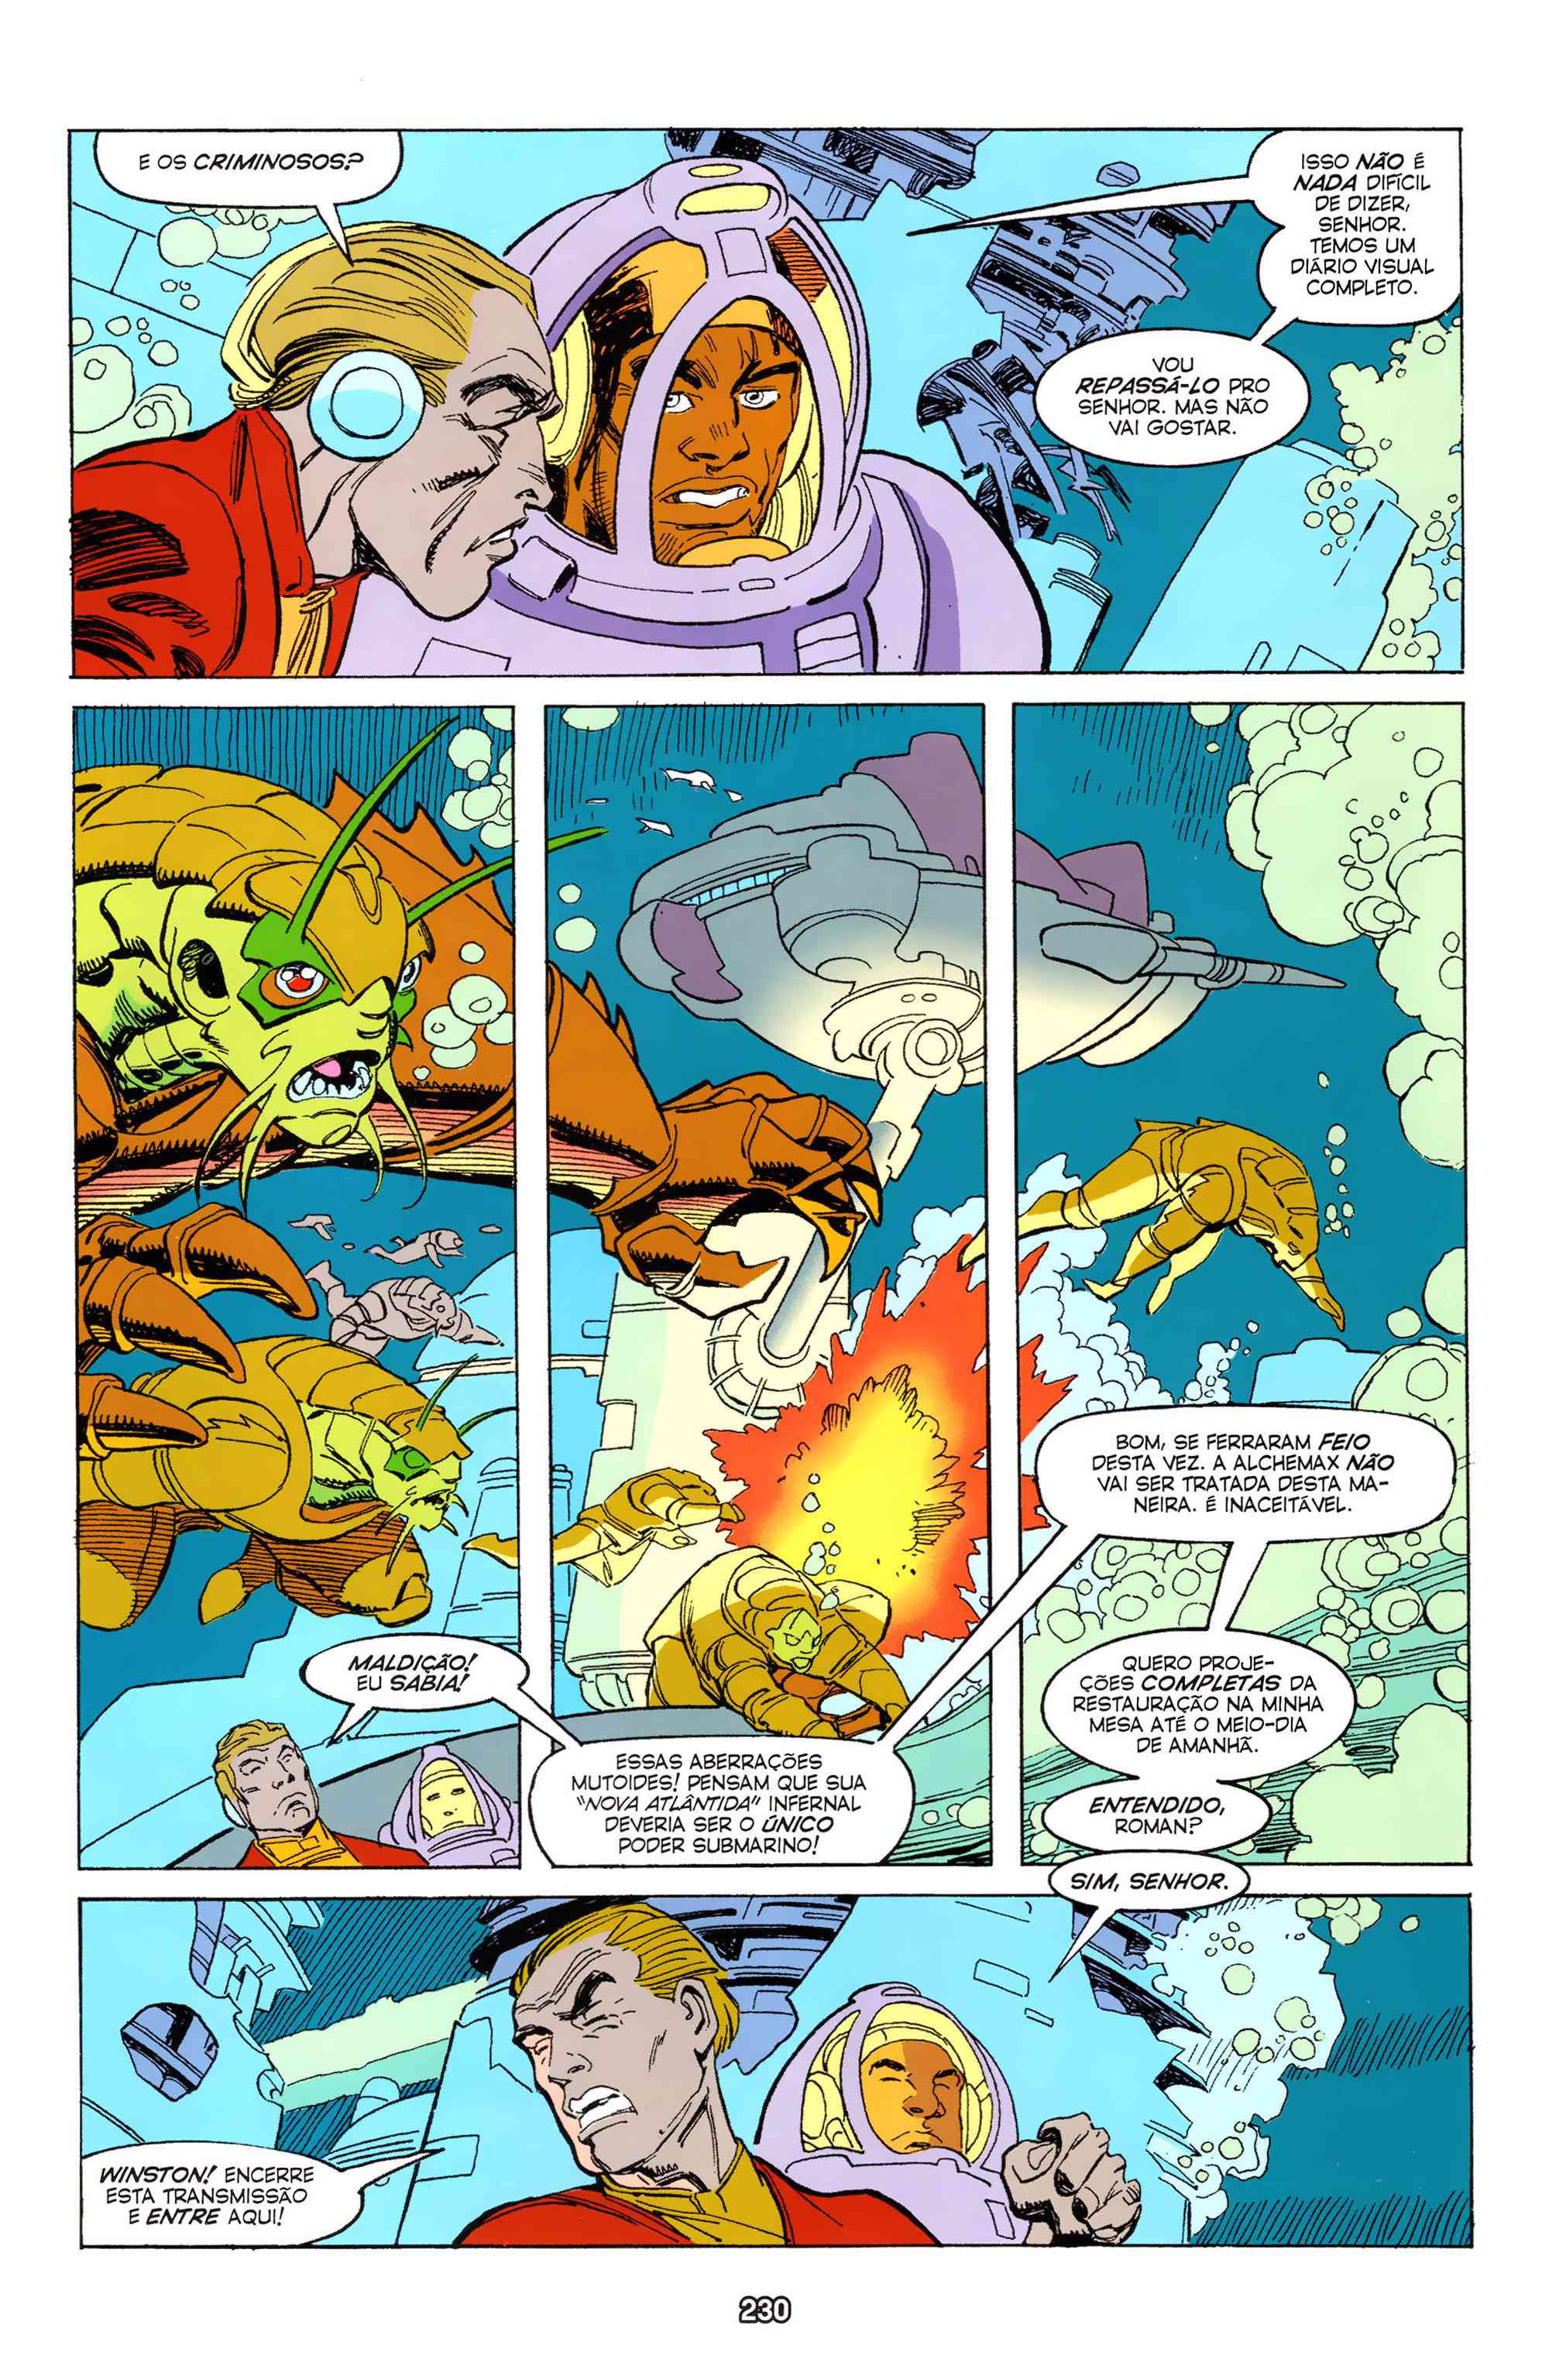 E OS CRIMINOSOS?
ISSO NÃO É
NADA DIFÍCIL
DE DIZER,
SENHOR.
TEMOS UM
DIÁRIO VISUAL
COMPLETO.
VOU
REPASSÁ-LO PRO
SENHOR. MAS NÃO
VAI GOSTAR.
MALDIÇÃO!
EU SABIA!
ESSAS ABERRAÇÕES
MUTOIDES! PENSAM QUE SUA
"NOVA ATLÂNTIDA" INFERNAL
DEVERIA SER O ÚNICO
PODER SUBMARINO!
BOM, SE FERRARAM FEIO
DESTA VEZ. A ALCHEMAX NÃO
VAI SER TRATADA DESTA MA-
NEIRA. É INACEITÁVEL.
QUERO PROJE-
ÇÕES COMPLETAS DA
RESTAURAÇÃO NA MINHA
MESA ATÉ O MEIO-DIA
DE AMANHÃ.
ENTENDIDO,
ROMAN?
SIM, SENHOR.
WINSTON! ENCERRE
ESTA TRANSMISSÃO
E ENTRE AQUI!
230